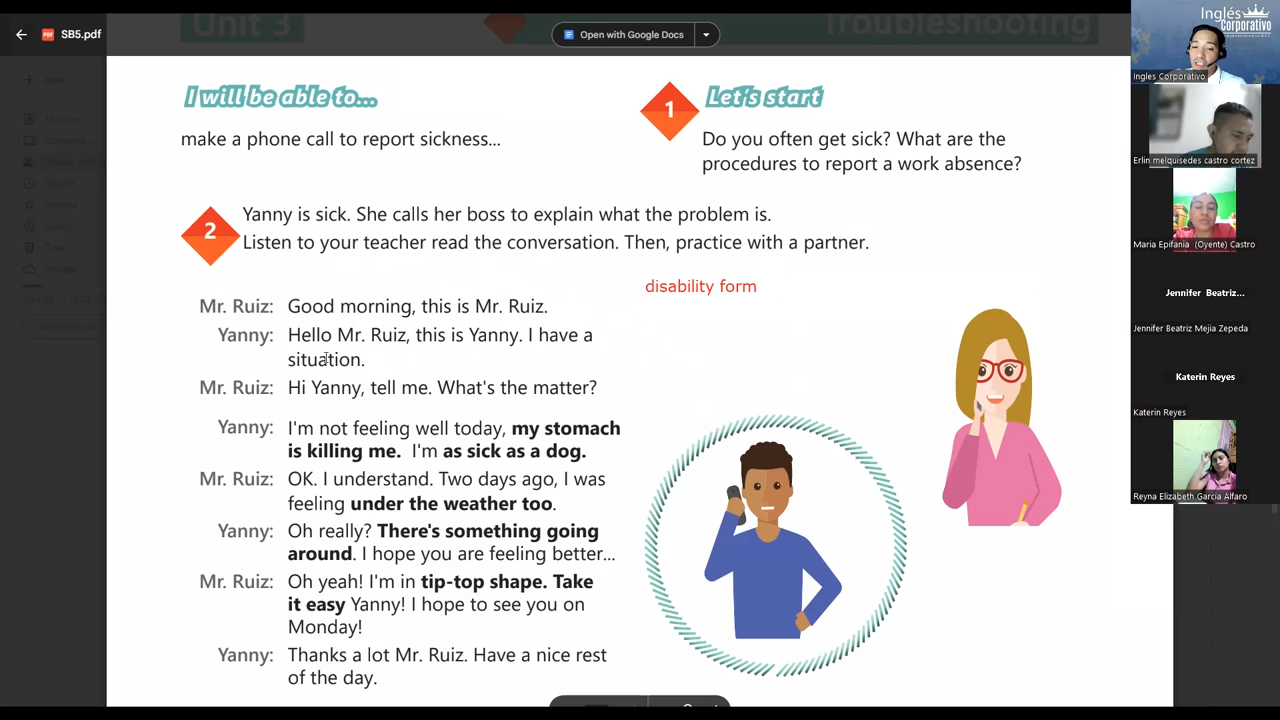 SB5.pdf
Unit 3
Troubleshooting
Open with Google Docs
I will be able to...
make a phone call to report sickness...
1
Let's start
Do you often get sick? What are the
procedures to report a work absence?
2
Yanny is sick. She calls her boss to explain what the problem is.
Listen to your teacher read the conversation. Then, practice with a partner.
disability form
Mr. Ruiz: Good morning, this is Mr. Ruiz.
Yanny: Hello Mr. Ruiz, this is Yanny. I have a
situation.
Mr. Ruiz: Hi Yanny, tell me. What's the matter?
Yanny: I'm not feeling well today, my stomach
is killing me. I'm as sick as a dog.
Mr. Ruiz: OK. I understand. Two days ago, I was
feeling under the weather too.
Yanny: Oh really? There's something going
around. I hope you are feeling better...
Mr. Ruiz: Oh yeah! I'm in tip-top shape. Take
it easy Yanny! I hope to see you on
Monday!
Yanny: Thanks a lot Mr. Ruiz. Have a nice rest
of the day.
Inglés
Corporativo
Ingles Corporativo
Erlin melquisedes castro cortez
Maria Epifania (Oyente) Castro
Jennifer Beatriz...
Jennifer Beatriz Mejia Zepeda
Katerin Reyes
Katerin Reyes
Reyna Elizabeth Garcia Alfaro